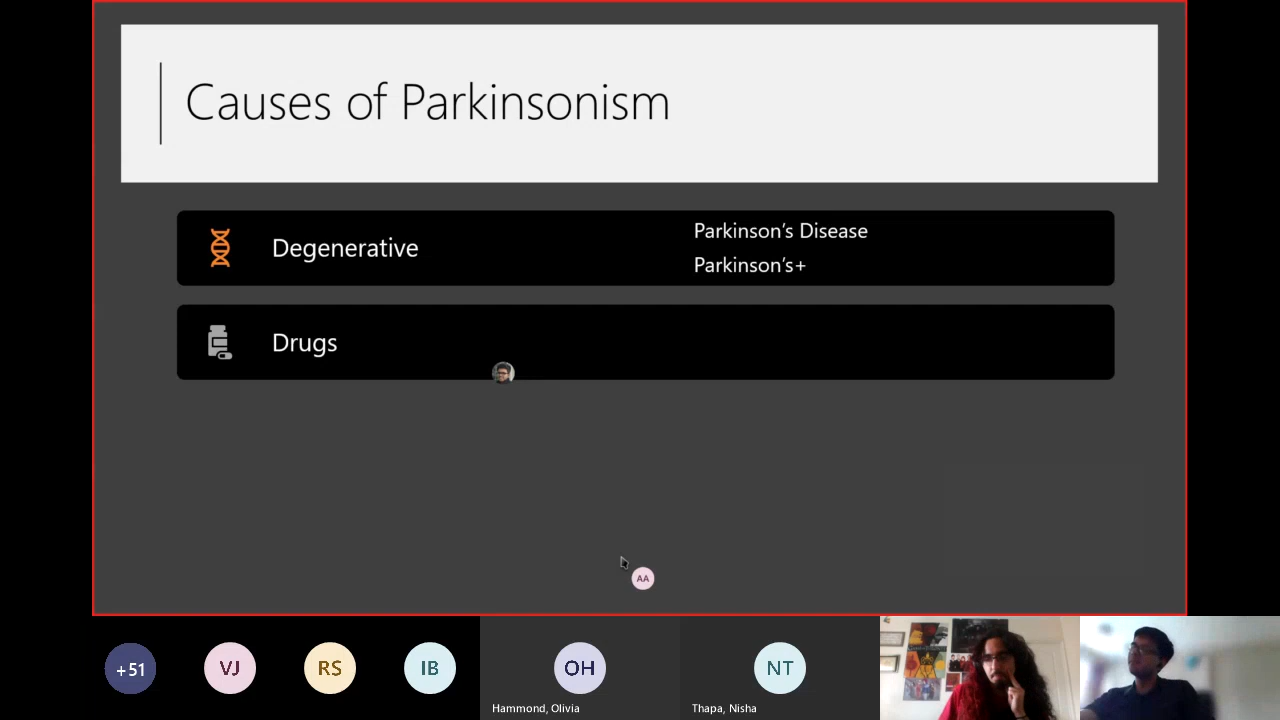 Causes of Parkinsonism
Degenerative
Parkinson's Disease
Parkinson's+
Drugs
AA
+51
VJ
RS
IB
OH
NT
Hammond, Olivia
Thapa, Nisha